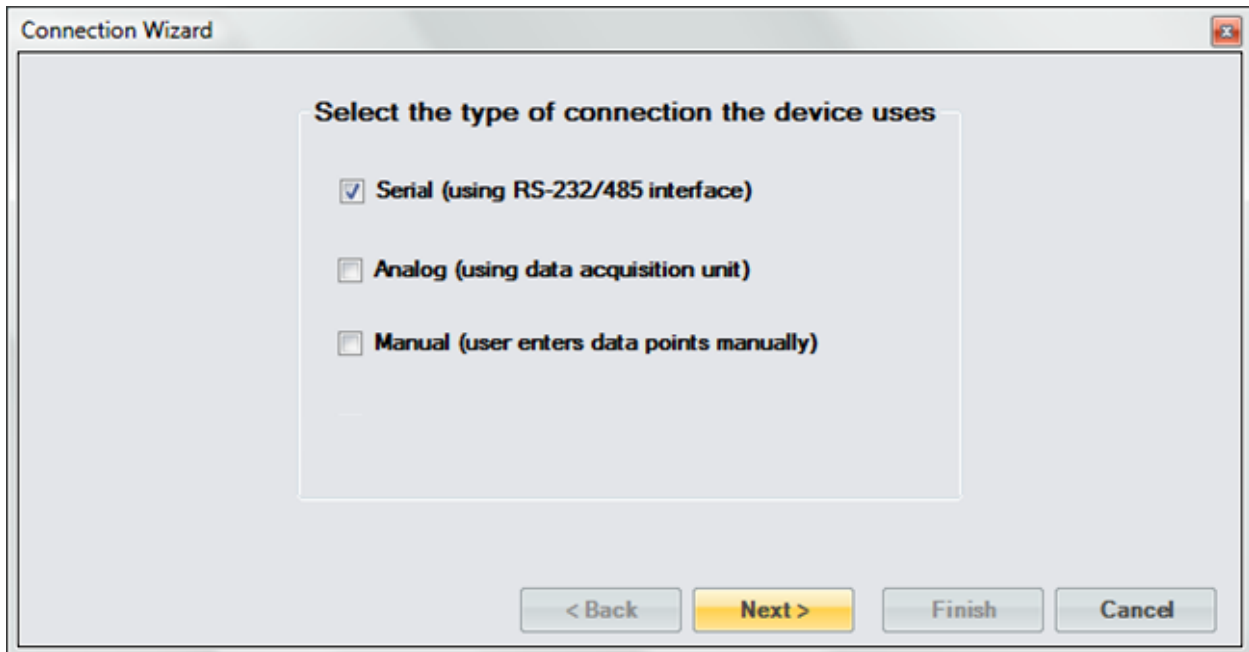 Connection Wizard
Select the type of connection the device uses
Serial (using RS-232/485 interface)
Analog (using data acquisition unit)
Manual (user enters data points manually)
< Back
Next >
Finish
Cancel